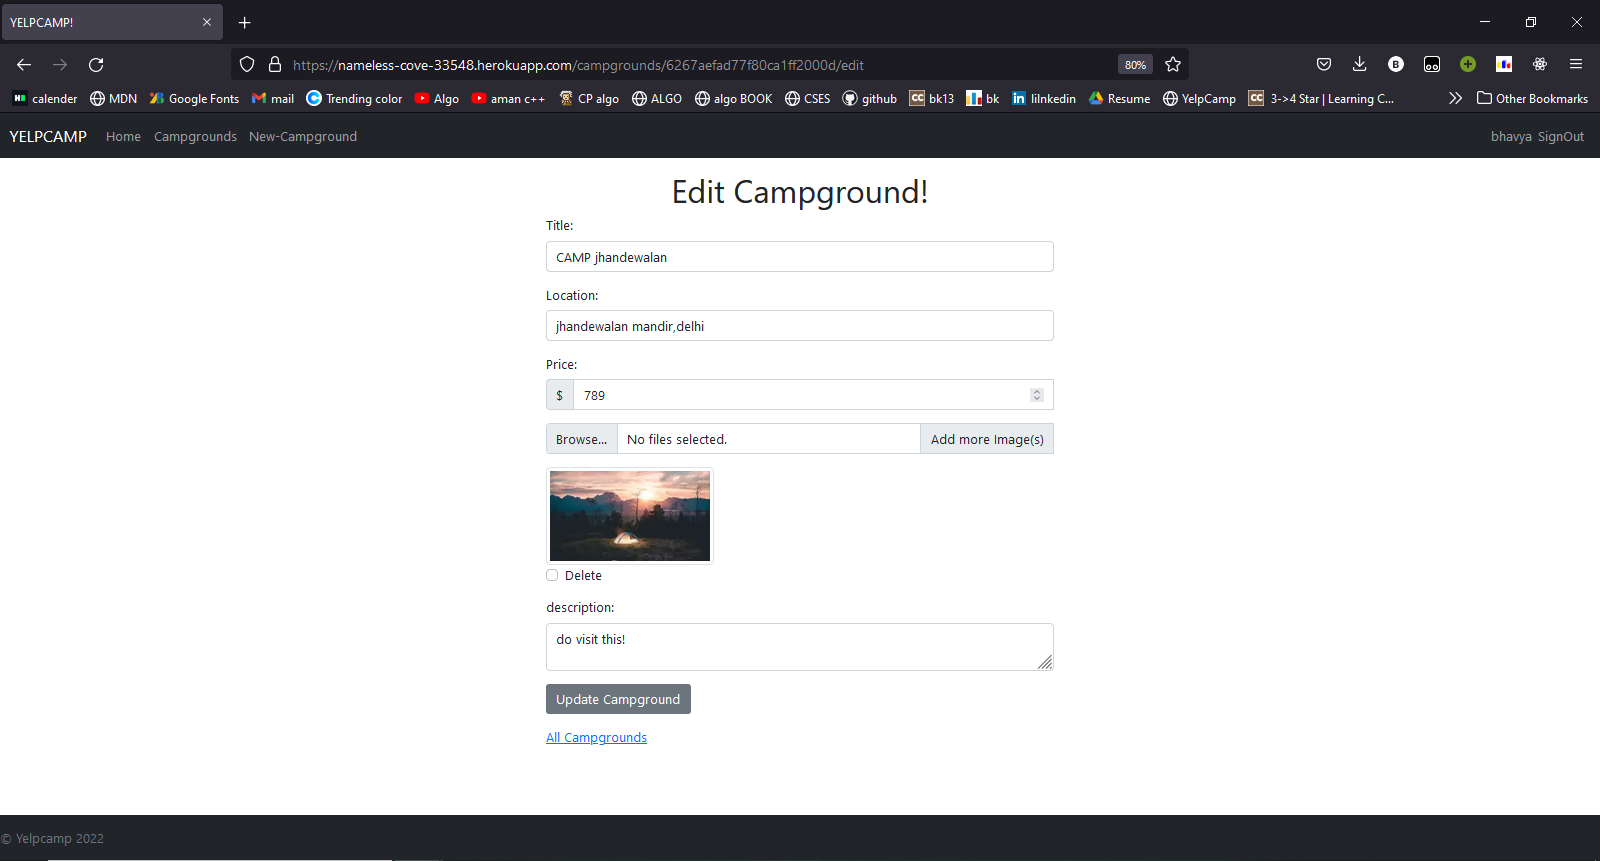 YELPCAMP!
https://nameless-cove-33548.herokuapp.com/campgrounds/6267aefad77f80ca1ff2000d/edit 80%
calender MDN Google Fonts mail Trending color Algo aman c++ CP algo ALGO algo BOOK CSES github bk13 bk lilnkedin Resume YelpCamp 3->4 Star | Learning C... Other Bookmarks
YELPCAMP Home Campgrounds New-Campground bhavya SignOut
Edit Campground!
Title:
CAMP jhandewalan
Location:
jhandewalan mandir,delhi
Price:
$ 789
Browse... No files selected. Add more Image(s)
Delete
description:
do visit this!
Update Campground
All Campgrounds
© Yelpcamp 2022